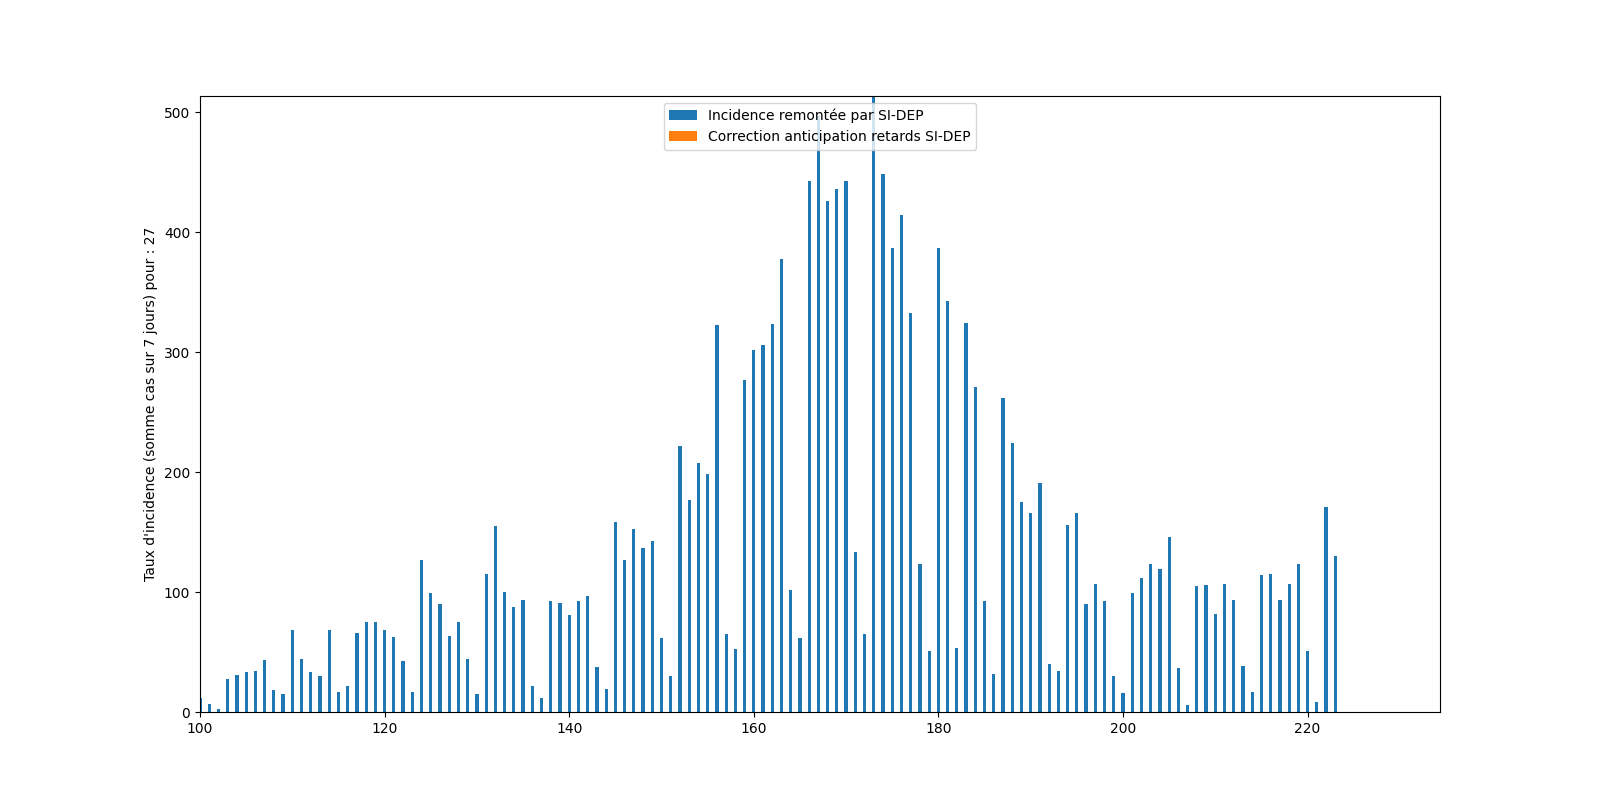 Incidence remontée par SI-DEP
Correction anticipation retards SI-DEP
Taux d'incidence (somme cas sur 7 jours) pour : 27
500
400
300
200
100
0
100 120 140 160 180 200 220